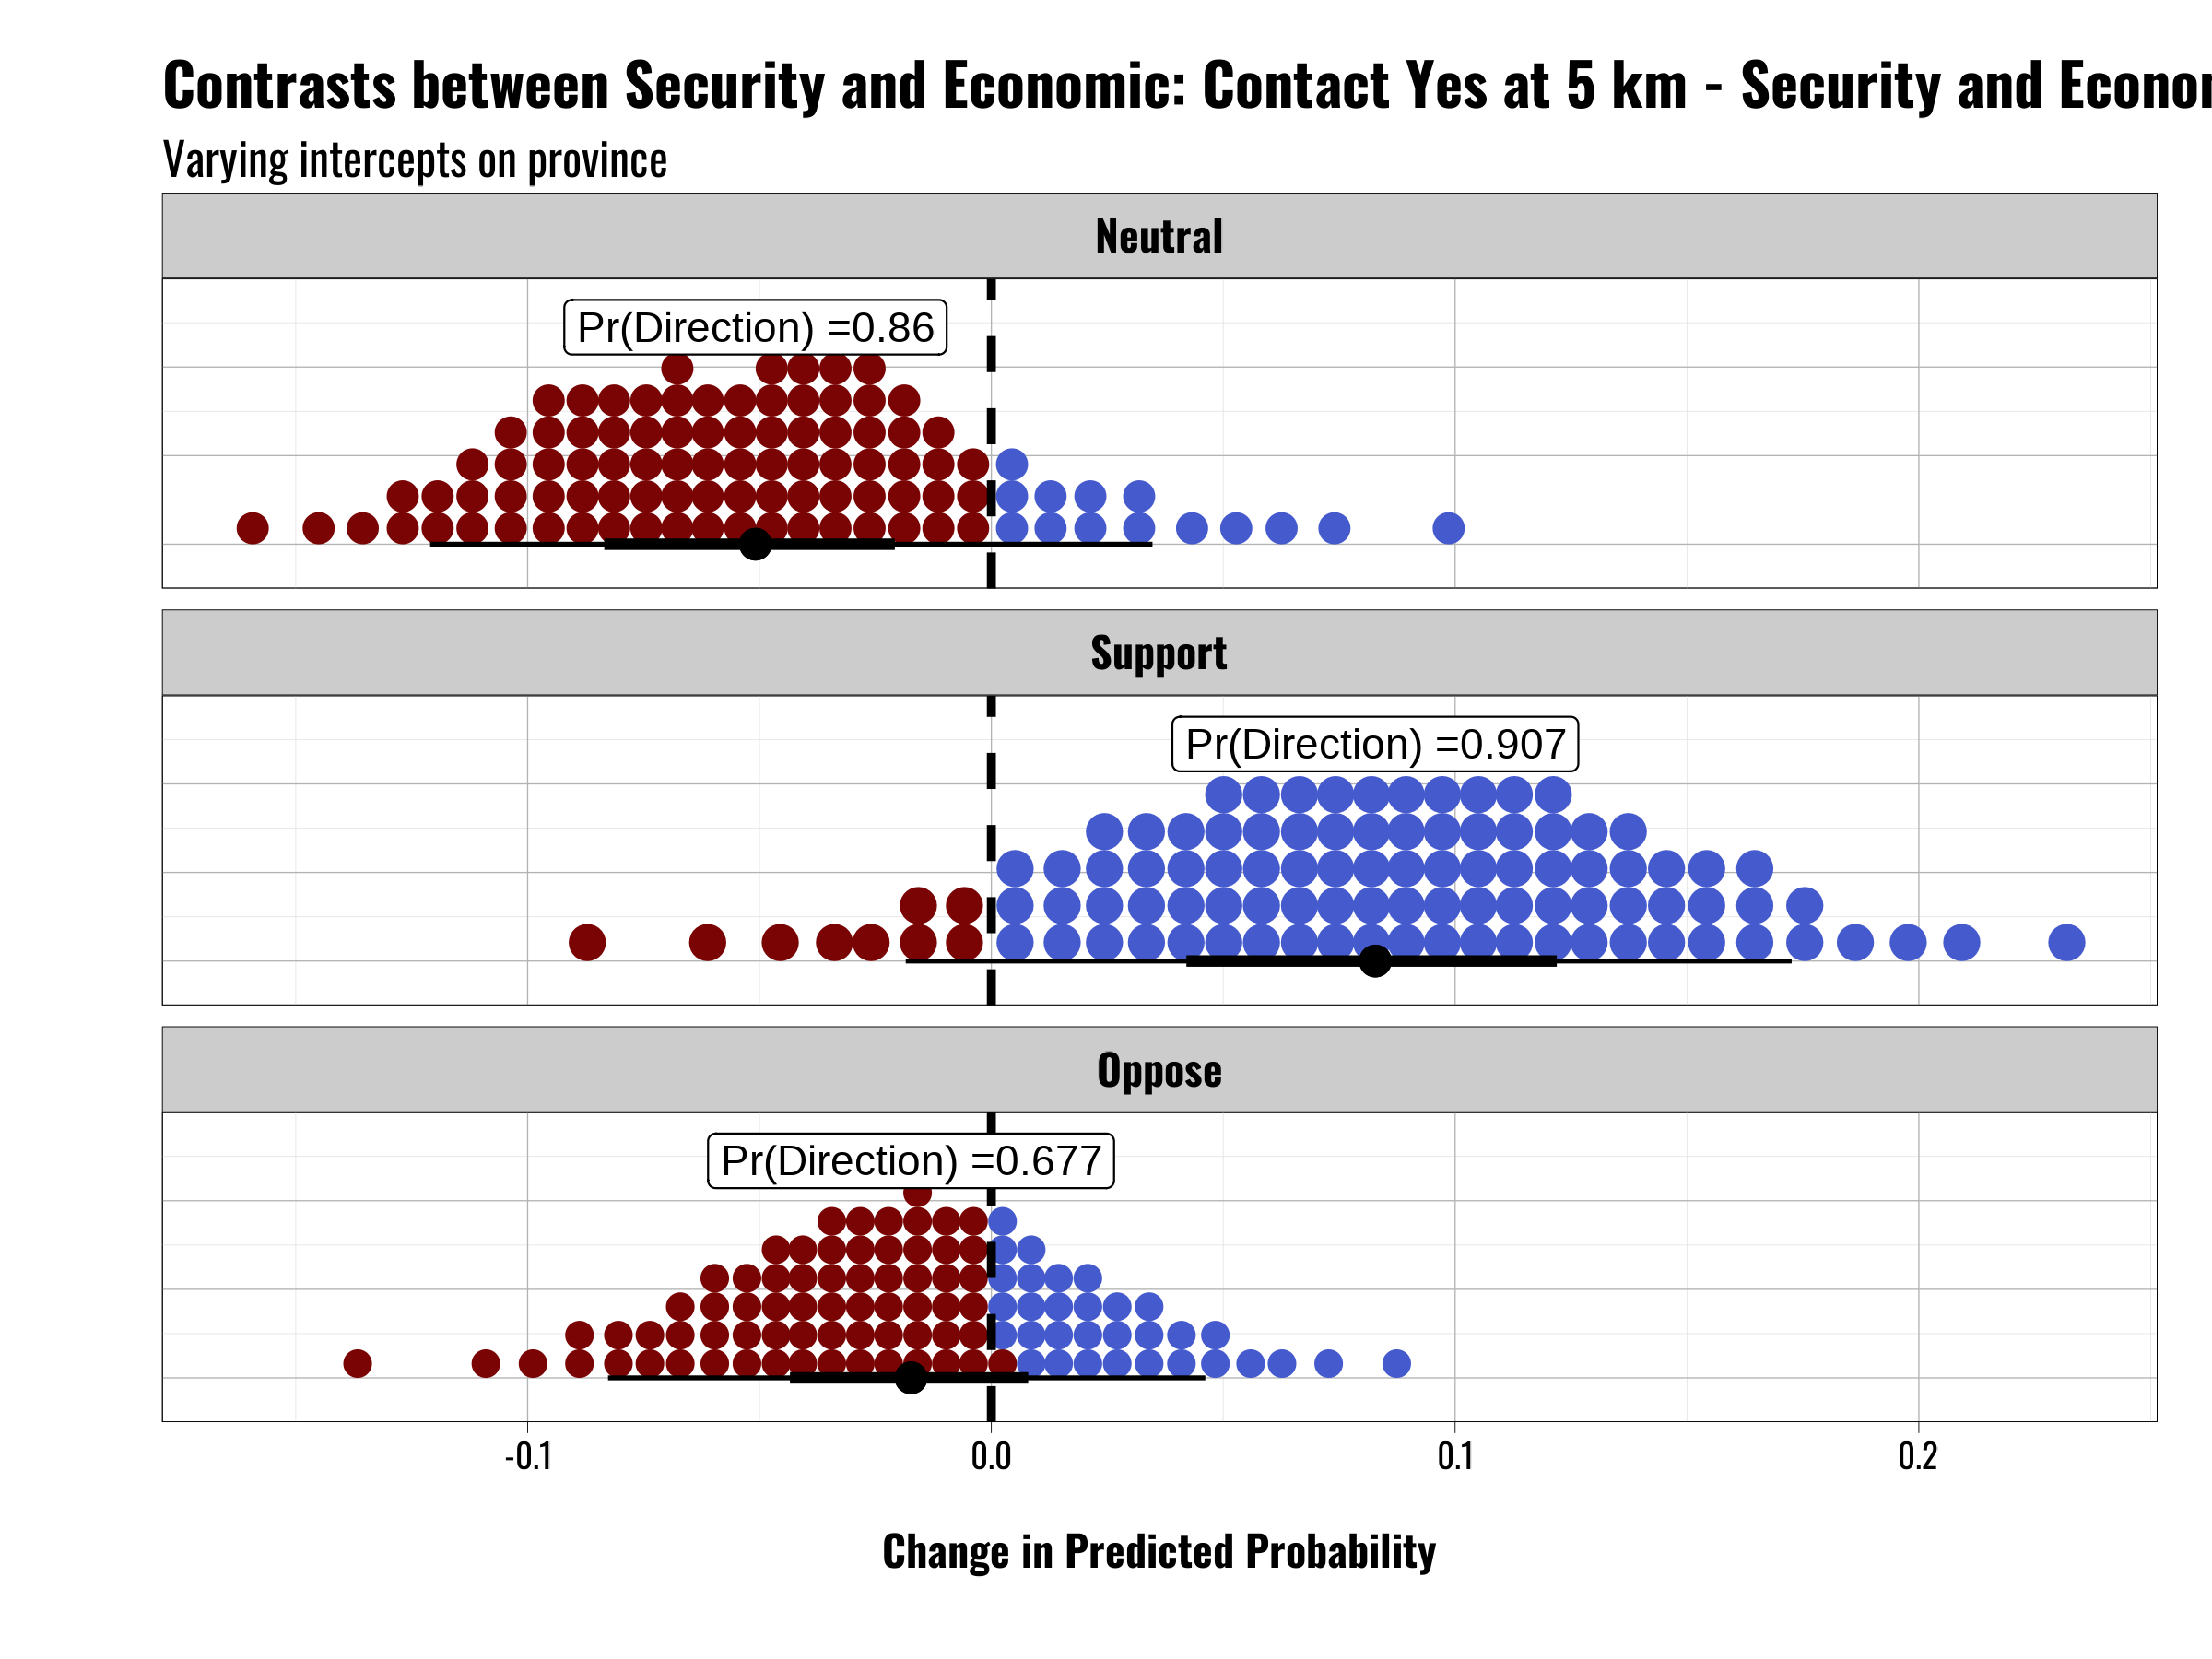 Contrasts between Security and Economic: Contact Yes at 5 km - Security and
Varying intercepts on province
Neutral
Pr(Direction) =0.86
Support
Pr(Direction) =0.907
Oppose
Pr(Direction) =0.677
-0.1 0.0 0.1 0.2
Change in Predicted Probability